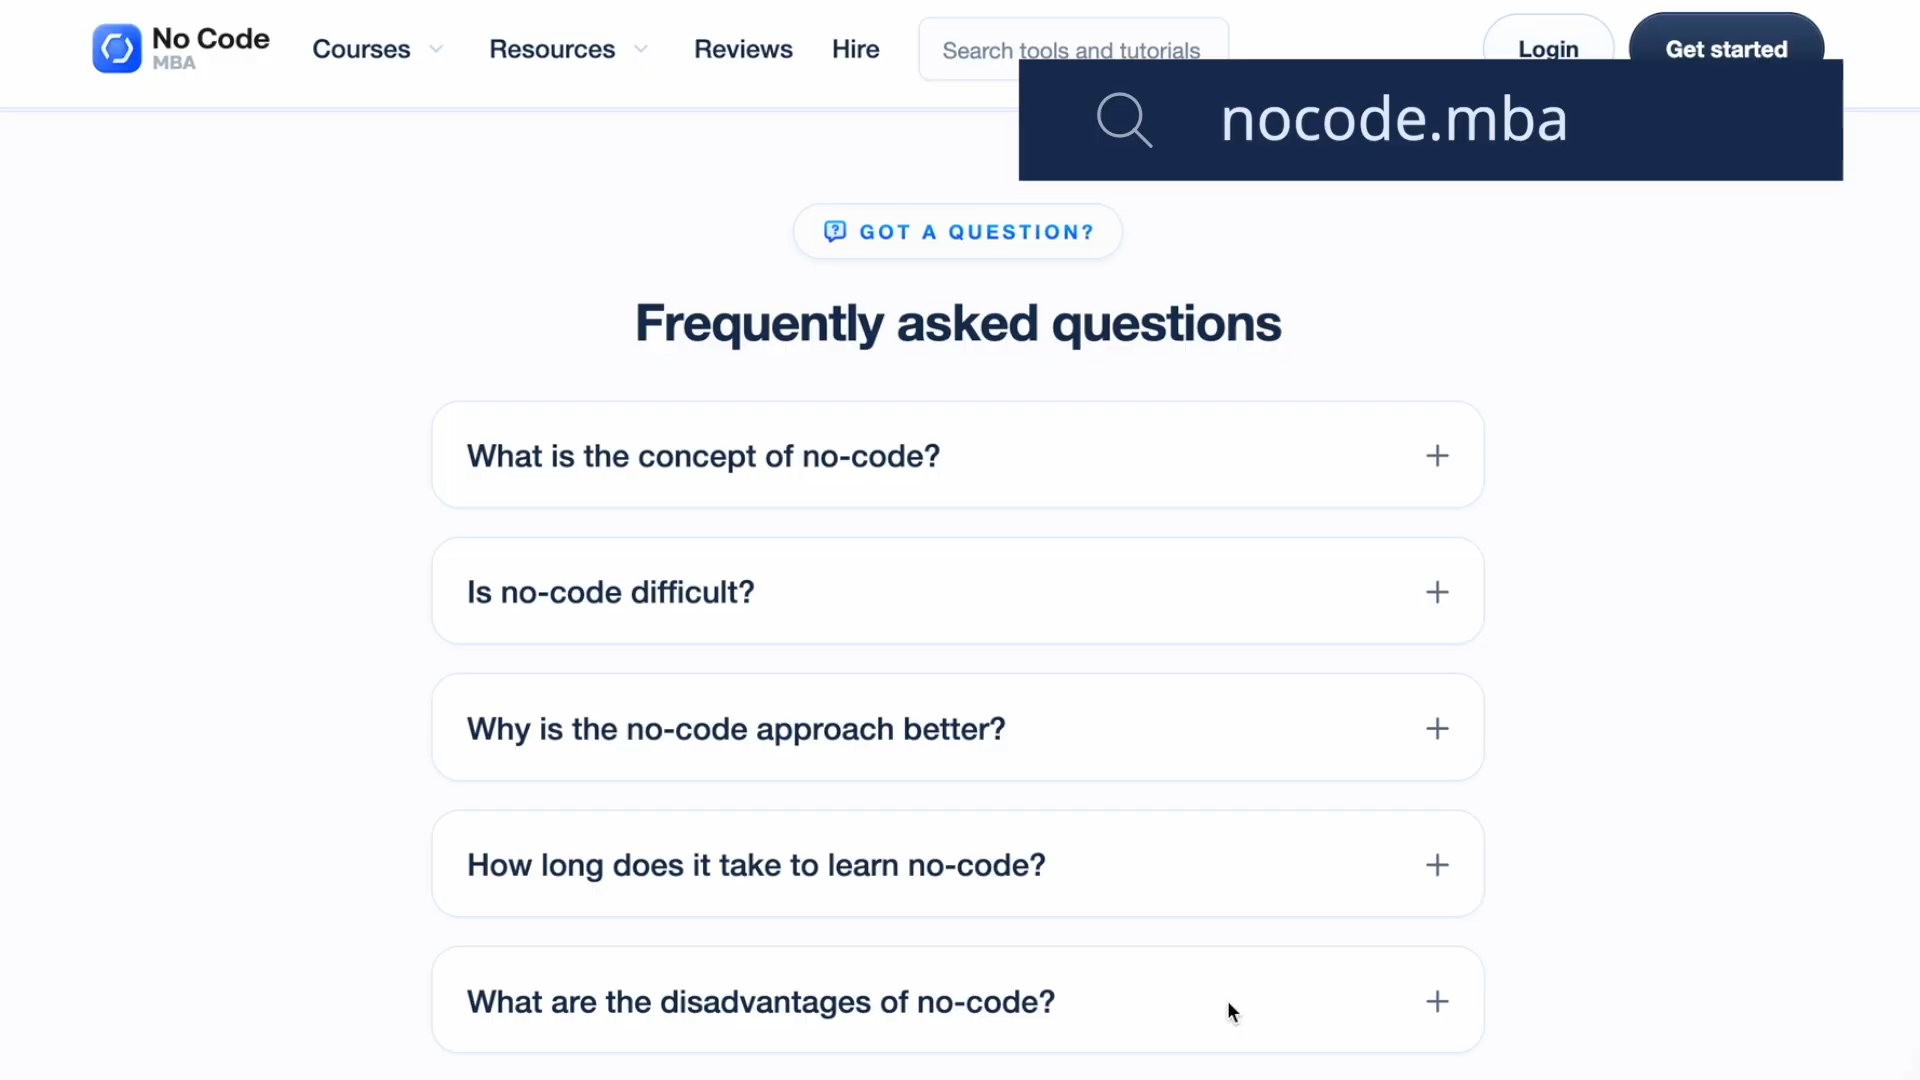 No Code
MBA
Courses
Resources
Reviews
Hire
Search tools and tutorials
Login
Get started
nocode.mba
GOT A QUESTION?
Frequently asked questions
What is the concept of no-code?
Is no-code difficult?
Why is the no-code approach better?
How long does it take to learn no-code?
What are the disadvantages of no-code?